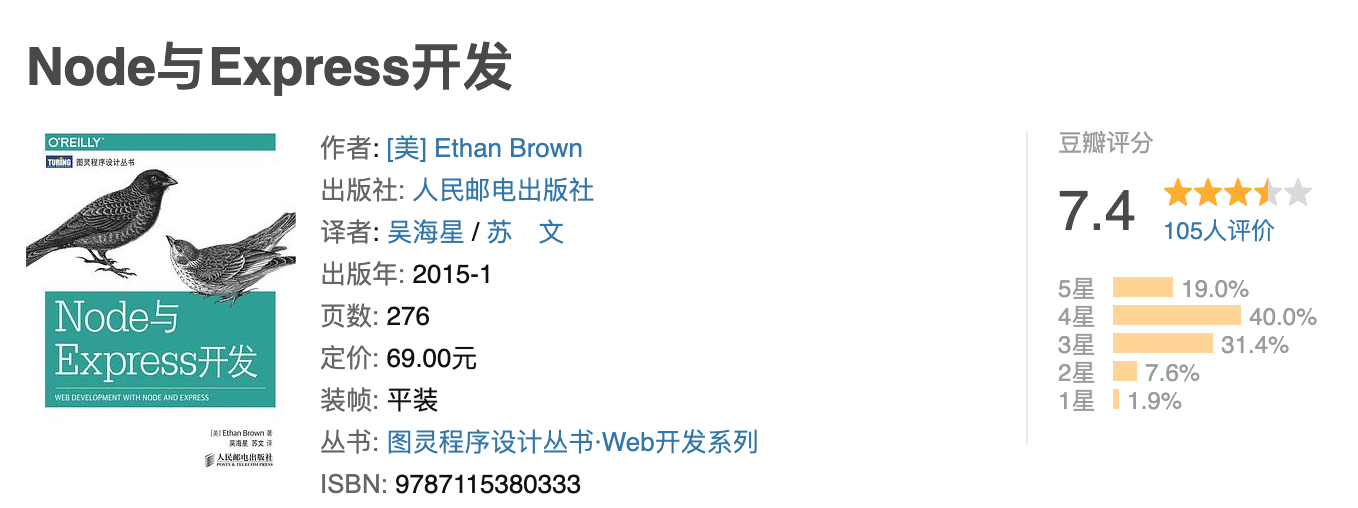 Node与Express开发
O'REILLY®
TURING 图灵程序设计丛书
Node与
Express开发
WEB DEVELOPMENT WITH NODE AND EXPRESS
[美] Ethan Brown 著
吴海星 苏文 译
人民邮电出版社
POSTS & TELECOM PRESS
作者: [美] Ethan Brown
出版社: 人民邮电出版社
译者: 吴海星 / 苏 文
出版年: 2015-1
页数: 276
定价: 69.00元
装帧: 平装
丛书: 图灵程序设计丛书·Web开发系列
ISBN: 9787115380333
豆瓣评分
7.4
105人评价
5星 19.0%
4星 40.0%
3星 31.4%
2星 7.6%
1星 1.9%